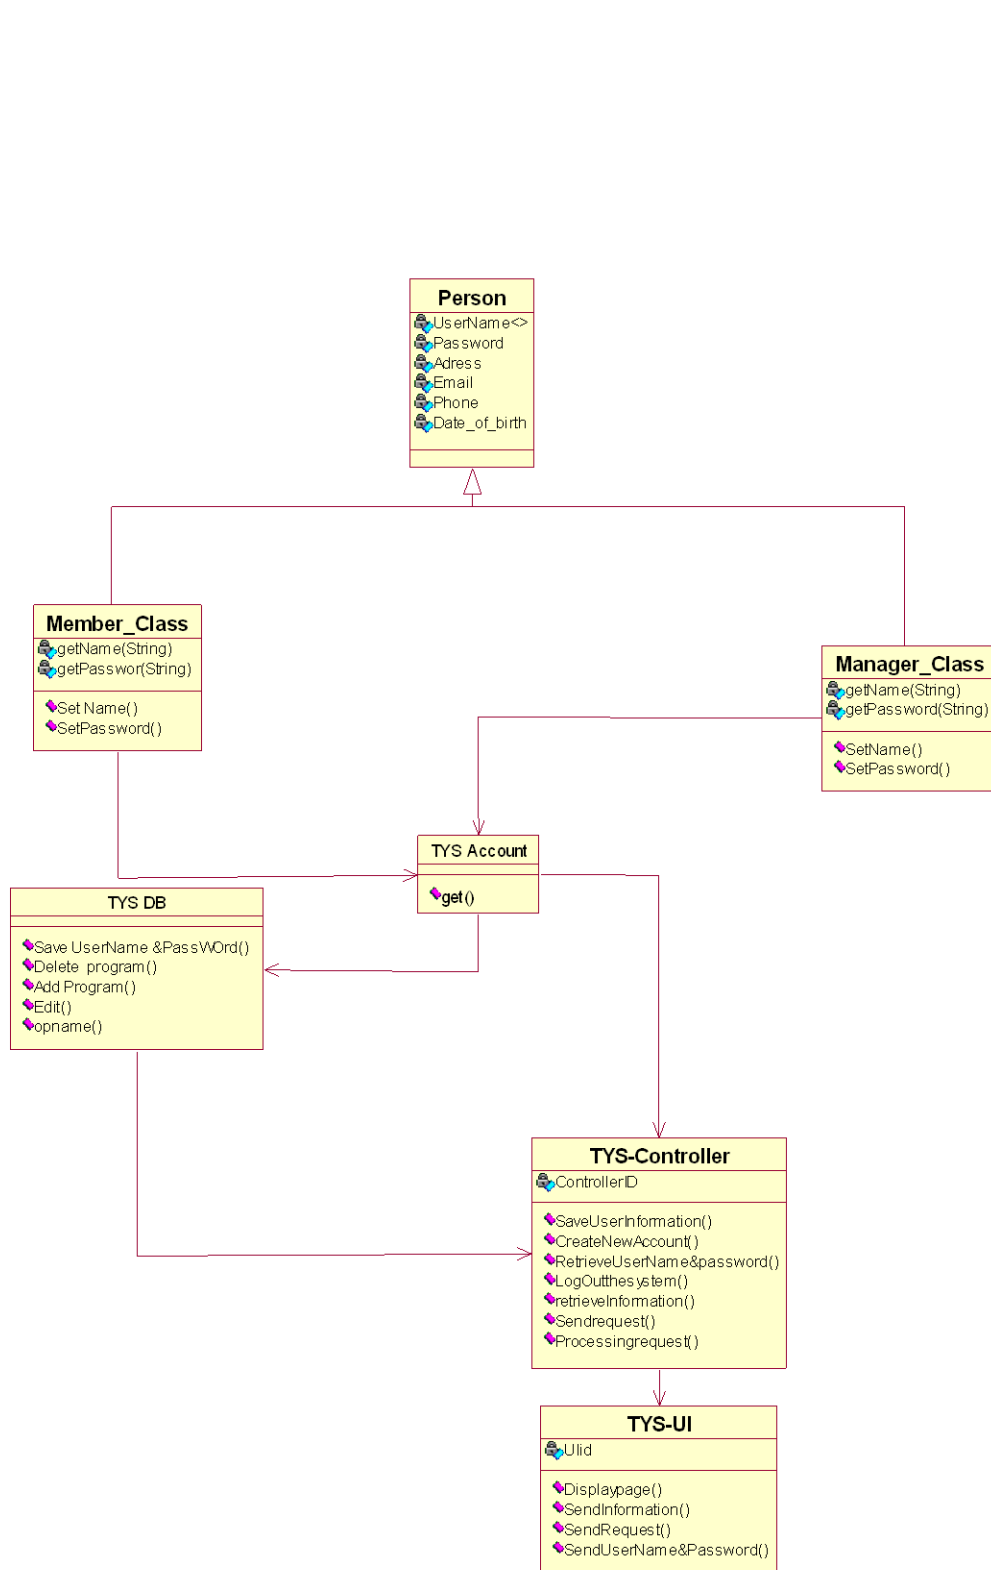 Person
UserName<>
Password
Adress
Email
Phone
Date_of_birth
Member_Class
getName(String)
getPasswor(String)
Set Name()
SetPassword()
Manager_Class
getName(String)
getPassword(String)
SetName()
SetPassword()
TYS Account
get()
TYS DB
Save UserName &PassWOrd()
Delete program()
Add Program()
Edit()
opname()
TYS-Controller
ControllerID
SaveUserInformation()
CreateNewAccount()
RetrieveUserName&password()
LogOutthesystem()
retrieveInformation()
Sendrequest()
Processingrequest()
TYS-UI
UIid
Displaypage()
SendInformation()
SendRequest()
SendUserName&Password()